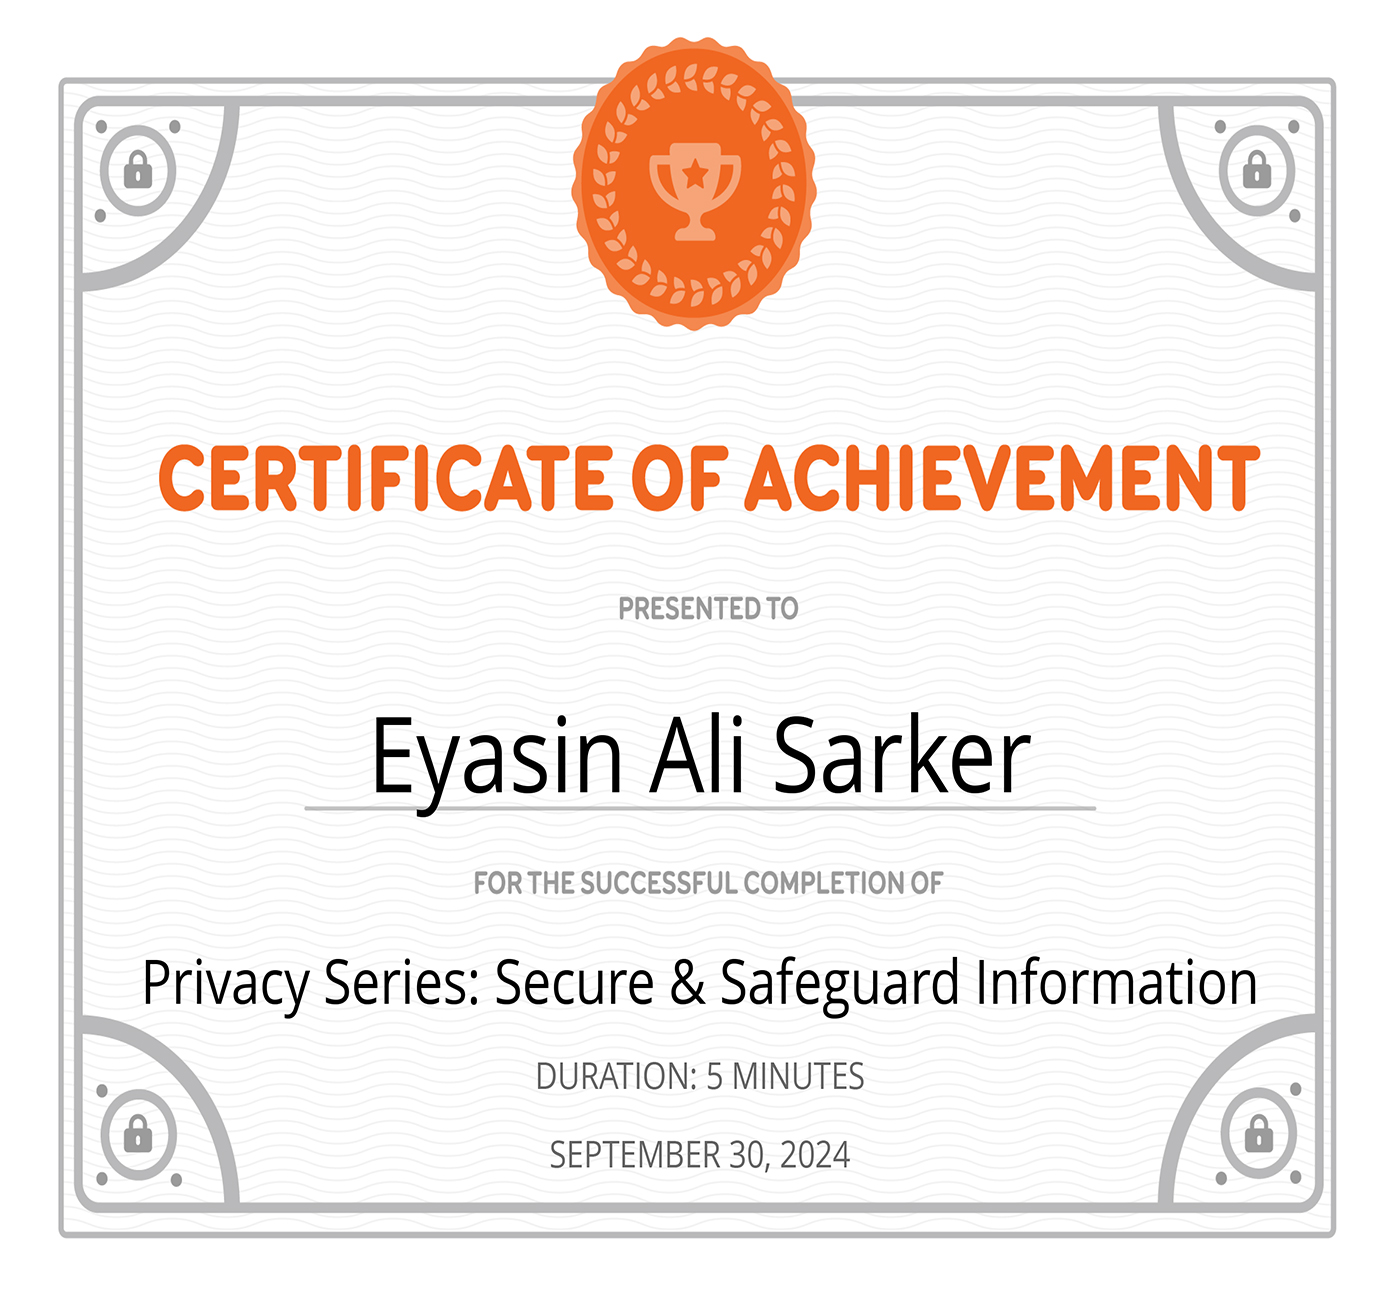 CERTIFICATE OF ACHIEVEMENT
PRESENTED TO
Eyasin Ali Sarker
FOR THE SUCCESSFUL COMPLETION OF
Privacy Series: Secure & Safeguard Information
DURATION: 5 MINUTES
SEPTEMBER 30, 2024